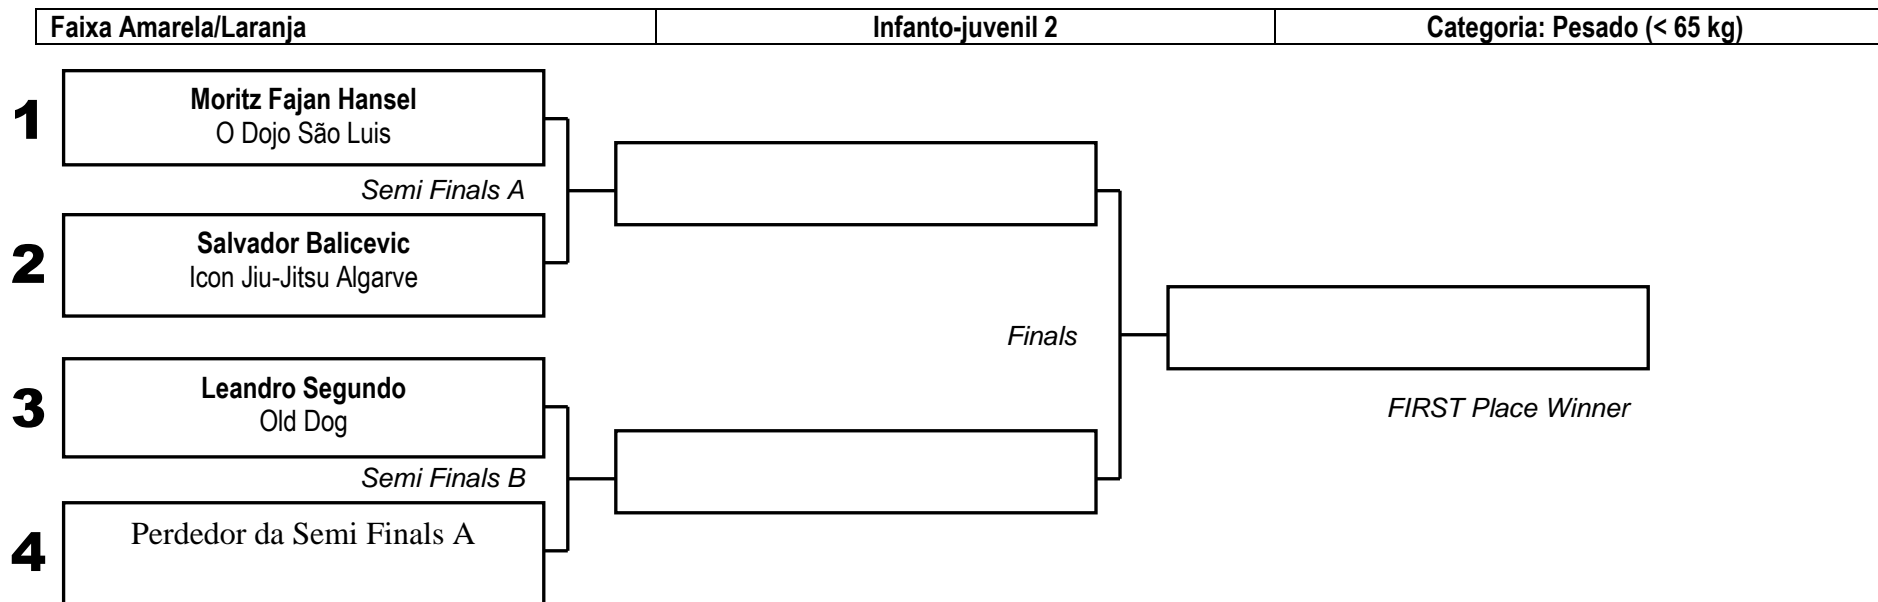 Faixa Amarela/Laranja Infanto-juvenil 2 Categoria: Pesado (< 65 kg)
1
Moritz Fajan Hansel
O Dojo São Luis
Semi Finals A
2
Salvador Balicevic
Icon Jiu-Jitsu Algarve
Finals
3
Leandro Segundo
Old Dog
FIRST Place Winner
Semi Finals B
4
Perdedor da Semi Finals A